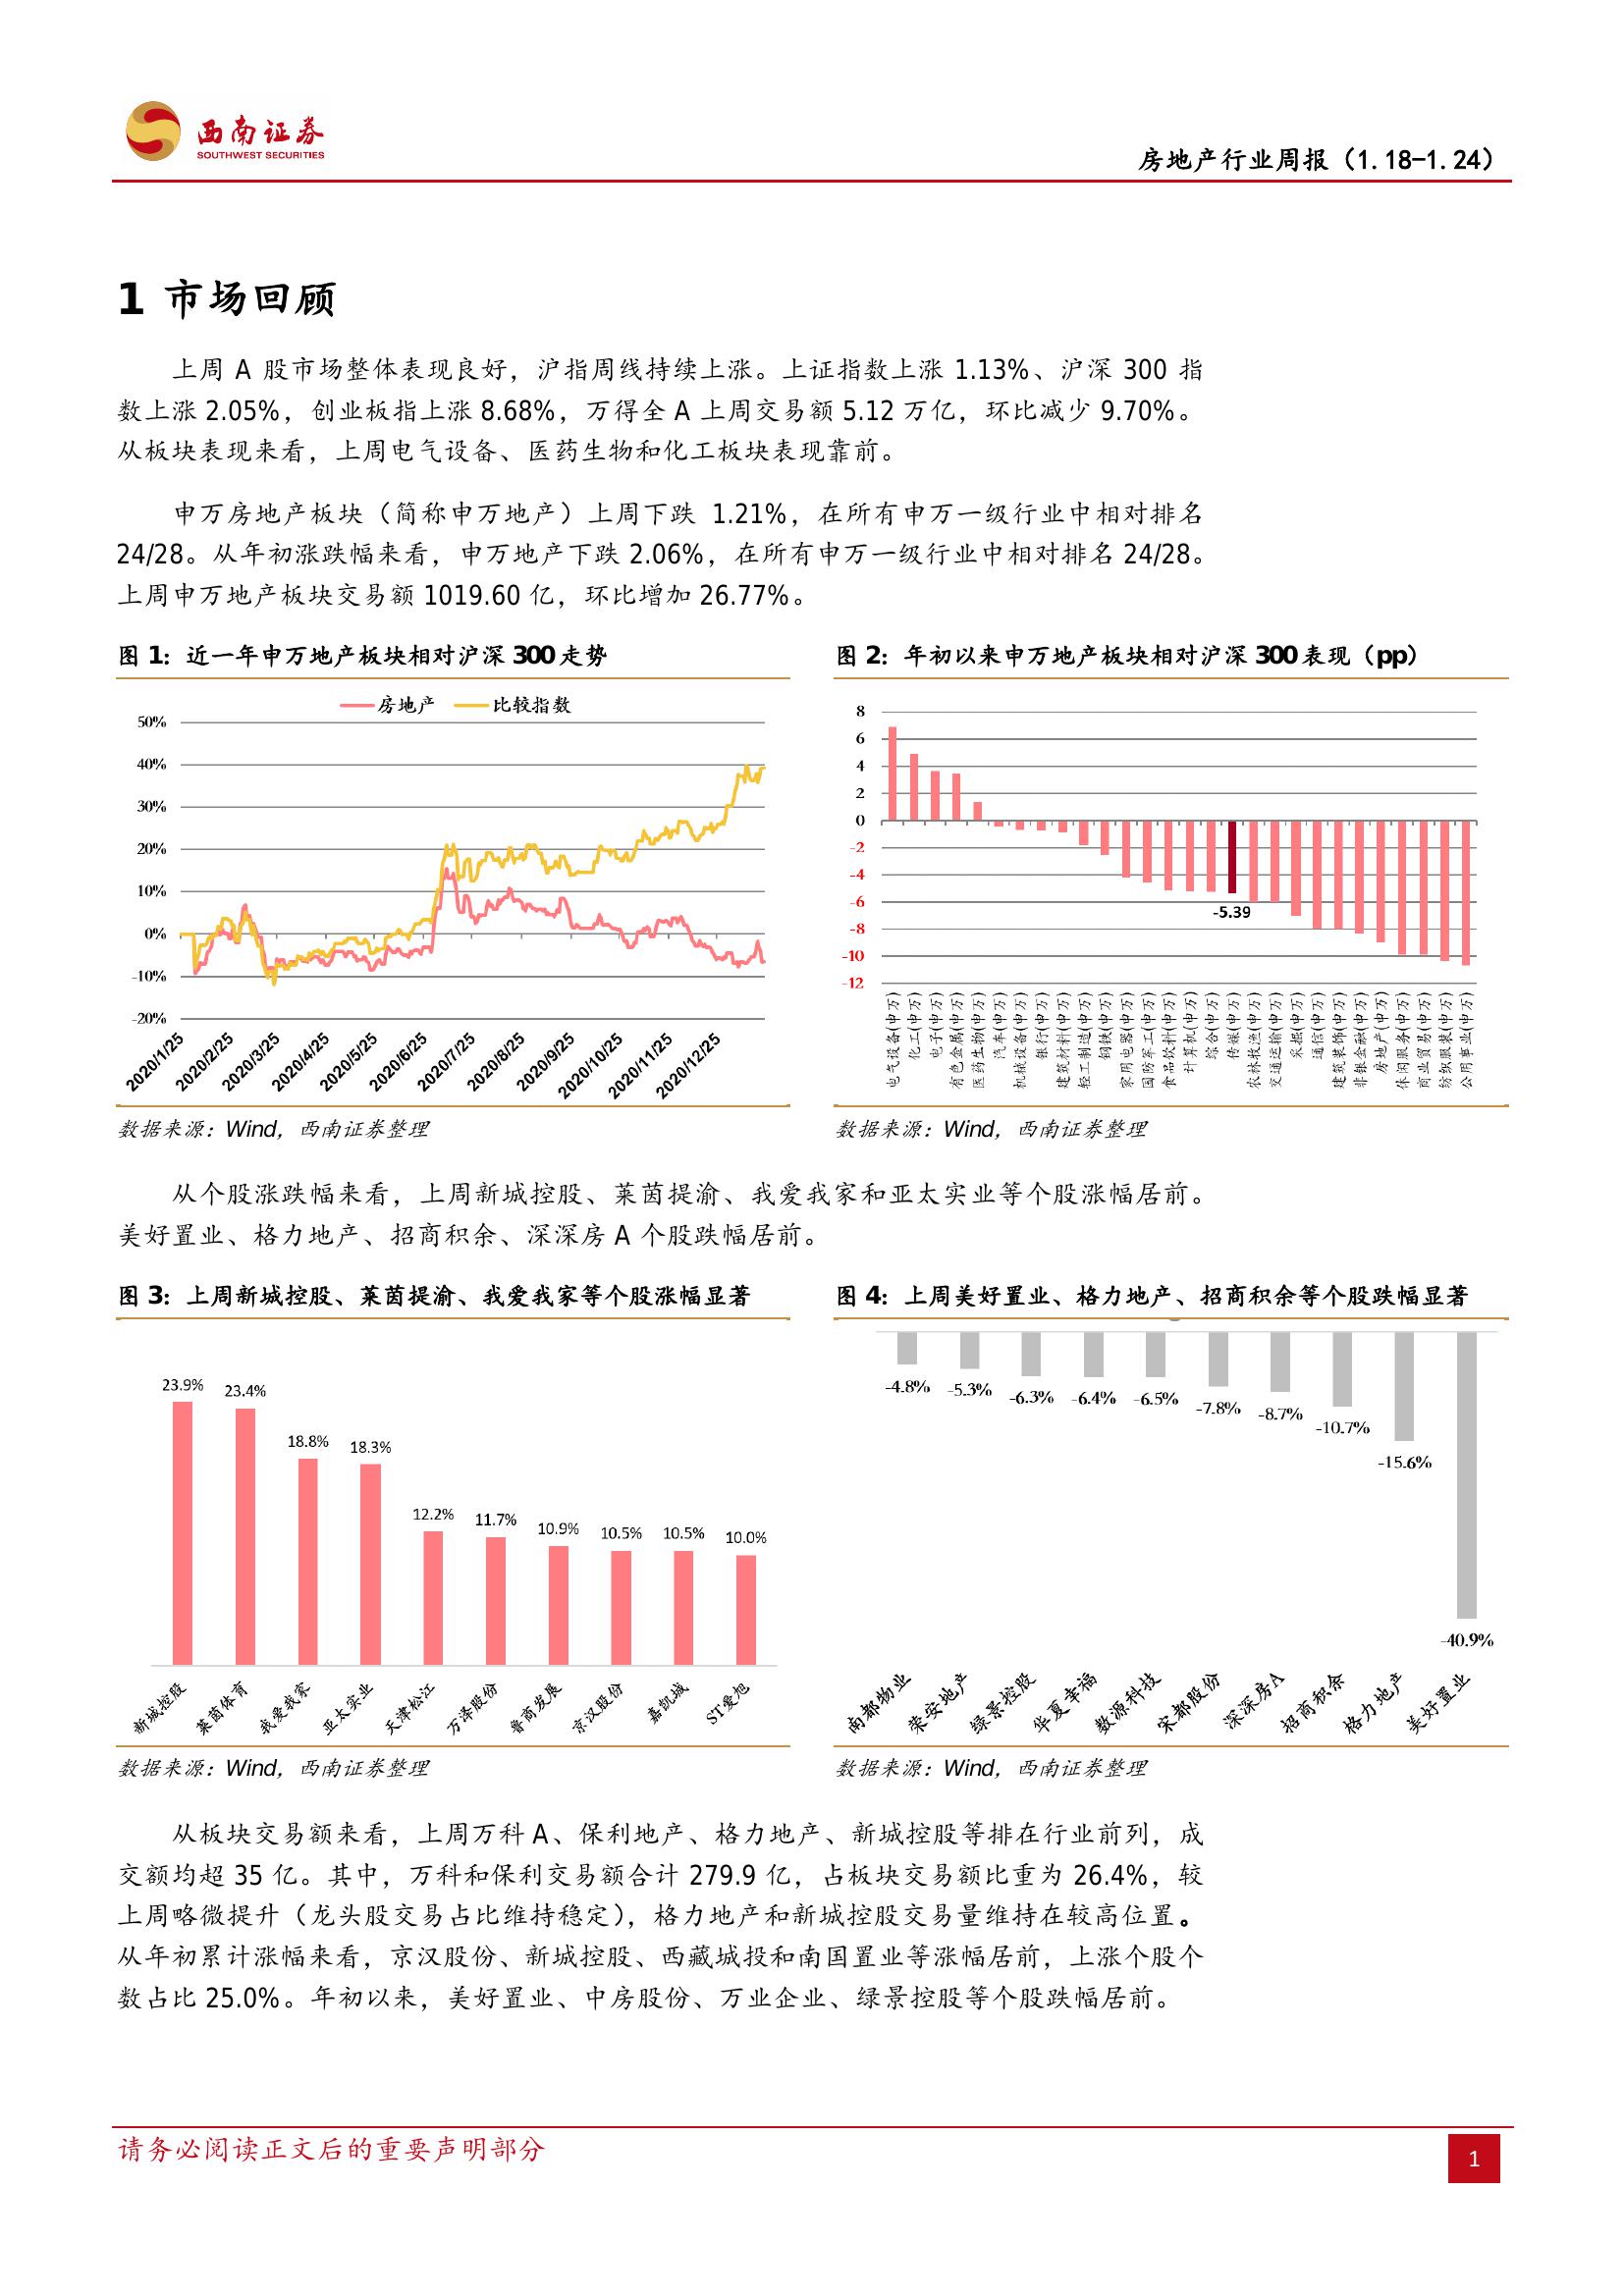 西南证券
SOUTHWEST SECURITIES
房地产行业周报（1.18-1.24）
1 市场回顾
上周 A 股市场整体表现良好，沪指周线持续上涨。上证指数上涨 1.13%、沪深 300 指
数上涨 2.05%，创业板指上涨 8.68%，万得全 A 上周交易额 5.12 万亿，环比减少 9.70%。
从板块表现来看，上周电气设备、医药生物和化工板块表现靠前。
申万房地产板块（简称申万地产）上周下跌 1.21%，在所有申万一级行业中相对排名
24/28。从年初涨跌幅来看，申万地产下跌 2.06%，在所有申万一级行业中相对排名 24/28。
上周申万地产板块交易额 1019.60 亿，环比增加 26.77%。
图 1：近一年申万地产板块相对沪深 300 走势
房地产 比较指数
50%
40%
30%
20%
10%
0%
-10%
-20%
2020/1/25 2020/2/25 2020/3/25 2020/4/25 2020/5/25 2020/6/25 2020/7/25 2020/8/25 2020/9/25 2020/10/25 2020/11/25 2020/12/25
数据来源：Wind，西南证券整理
图 2：年初以来申万地产板块相对沪深 300 表现（pp）
8
6
4
2
0
-2
-4
-6
-8
-10
-12
-5.39
电气设备(申万) 化工(申万) 电子(申万) 有色金属(申万) 医药生物(申万) 汽车(申万) 机械设备(申万) 银行(申万) 建筑材料(申万) 轻工制造(申万) 钢铁(申万) 家用电器(申万) 国防军工(申万) 食品饮料(申万) 计算机(申万) 综合(申万) 传媒(申万) 农林牧渔(申万) 交通运输(申万) 采掘(申万) 通信(申万) 建筑装饰(申万) 非银金融(申万) 房地产(申万) 休闲服务(申万) 商业贸易(申万) 纺织服装(申万) 公用事业(申万)
数据来源：Wind，西南证券整理
从个股涨跌幅来看，上周新城控股、莱茵提渝、我爱我家和亚太实业等个股涨幅居前。
美好置业、格力地产、招商积余、深深房 A 个股跌幅居前。
图 3：上周新城控股、莱茵提渝、我爱我家等个股涨幅显著
23.9% 23.4% 18.8% 18.3% 12.2% 11.7% 10.9% 10.5% 10.5% 10.0%
新城控股 莱茵体育 我爱我家 亚太实业 天津松江 万泽股份 鲁商发展 京汉股份 嘉凯城 ST爱旭
数据来源：Wind，西南证券整理
图 4：上周美好置业、格力地产、招商积余等个股跌幅显著
-4.8% -5.3% -6.3% -6.4% -6.5% -7.8% -8.7% -10.7% -15.6% -40.9%
南都物业 荣安地产 绿景控股 华夏幸福 数源科技 宋都股份 深深房A 招商积余 格力地产 美好置业
数据来源：Wind，西南证券整理
从板块交易额来看，上周万科 A、保利地产、格力地产、新城控股等排在行业前列，成
交额均超 35 亿。其中，万科和保利交易额合计 279.9 亿，占板块交易额比重为 26.4%，较
上周略微提升（龙头股交易占比维持稳定），格力地产和新城控股交易量维持在较高位置。
从年初累计涨幅来看，京汉股份、新城控股、西藏城投和南国置业等涨幅居前，上涨个股个
数占比 25.0%。年初以来，美好置业、中房股份、万业企业、绿景控股等个股跌幅居前。
请务必阅读正文后的重要声明部分
1